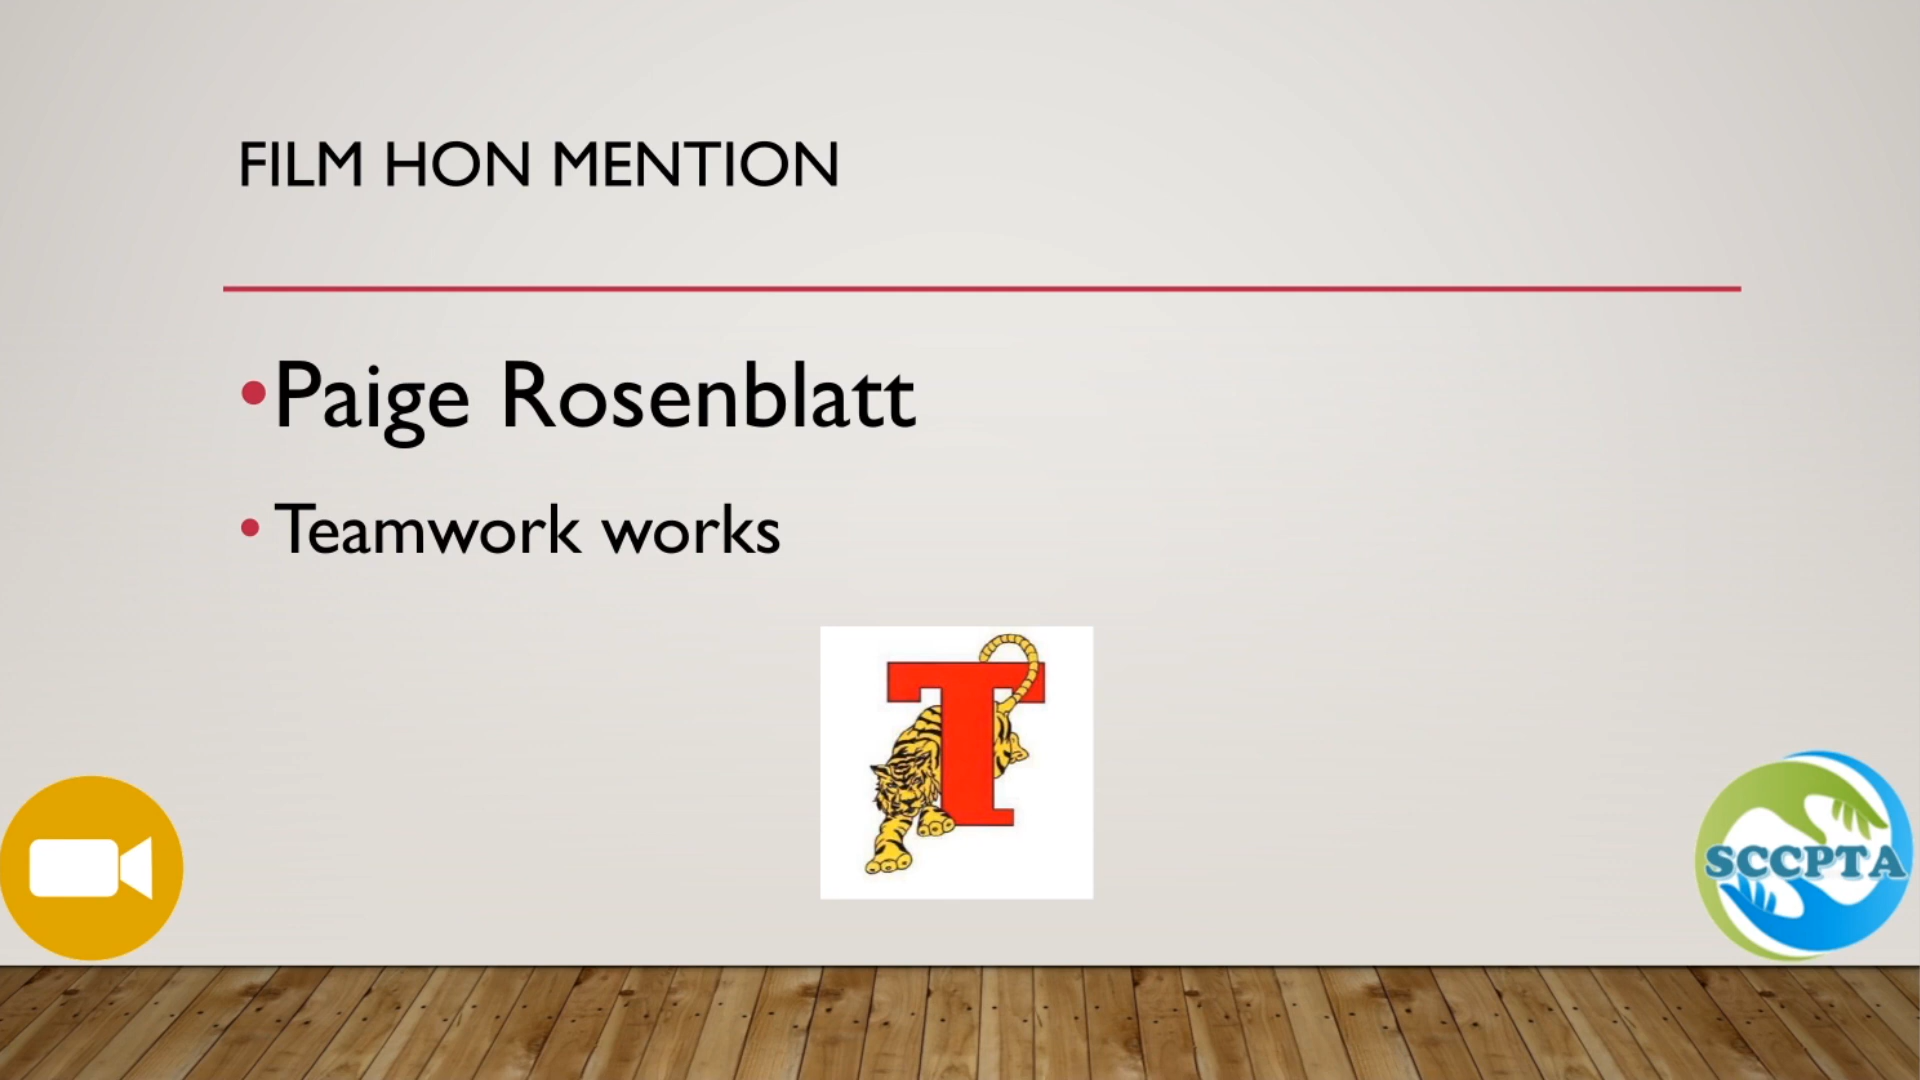 FILM HON MENTION
•Paige Rosenblatt
• Teamwork works
T
SCCPTA